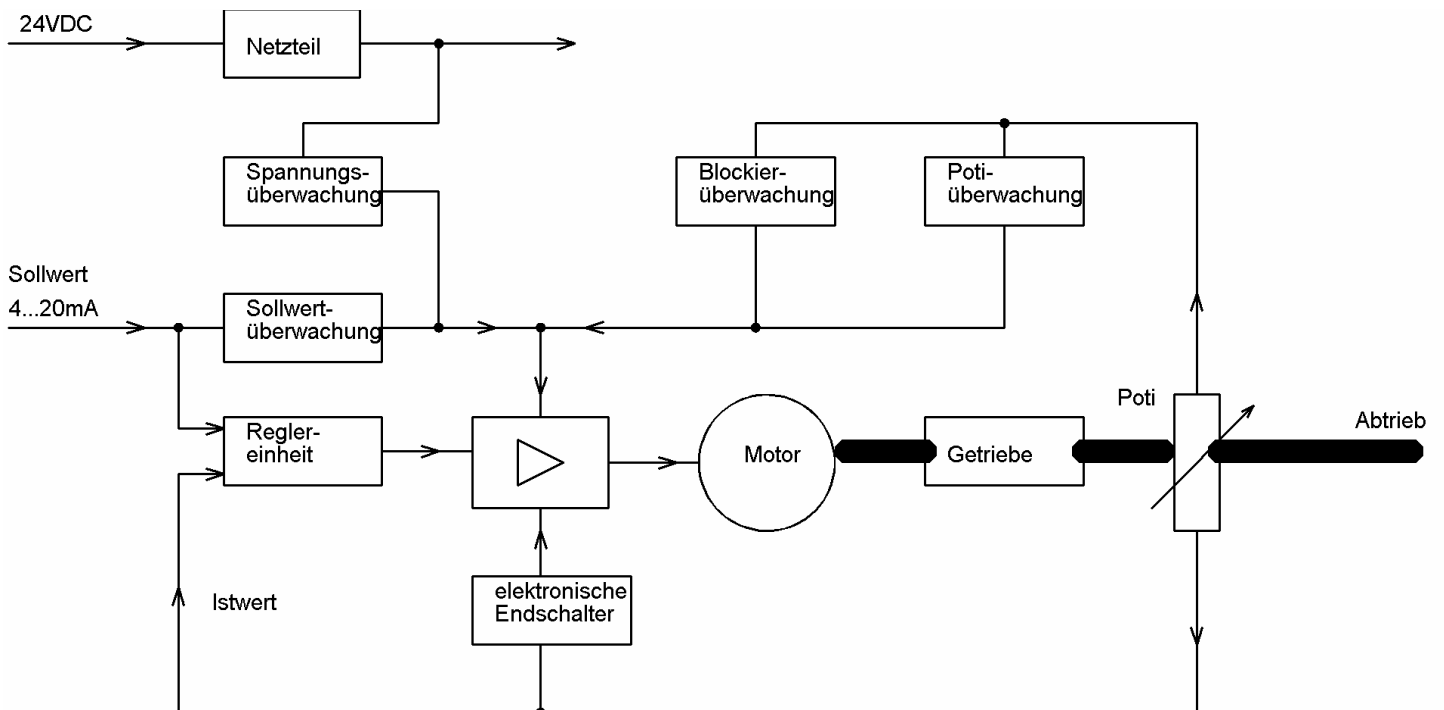 24VDC
Netzteil
Spannungs-
überwachung
Blockier-
überwachung
Poti-
überwachung
Sollwert
4...20mA
Sollwert-
überwachung
Poti
Abtrieb
Regler-
einheit
Motor
Getriebe
elektronische
Endschalter
Istwert